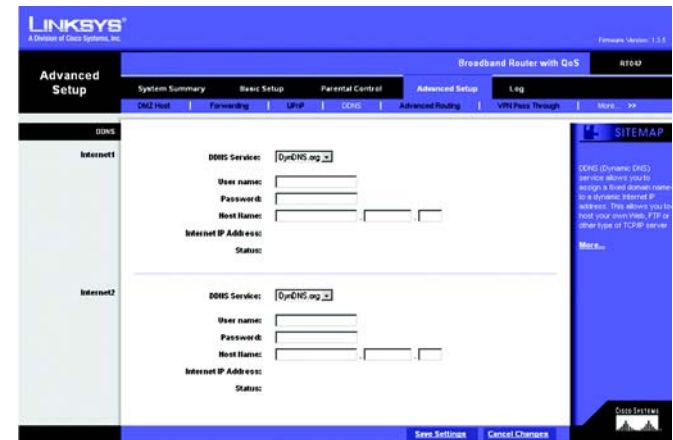 LINKSYS®
A Division of Cisco Systems, Inc.
Firmware Version: 1.3.5
Broadband Router with QoS
RT042
Advanced Setup
System Summary
Basic Setup
Parental Control
Advanced Setup
Log
DMZ Host | Forwarding | UPnP | DDNS | Advanced Routing | VPN Pass Through | More... >>
DDNS
SITEMAP
Internet1
DDNS Service: DynDNS.org
User name:
Password:
Host Name: . .
Internet IP Address:
Status:
DDNS (Dynamic DNS)
service allows you to
assign a fixed domain name
to a dynamic Internet IP
address. This allows you to
host your own Web, FTP or
other type of TCP/IP server
More...
Internet2
DDNS Service: DynDNS.org
User name:
Password:
Host Name: . .
Internet IP Address:
Status:
Save Settings
Cancel Changes
CISCO SYSTEMS